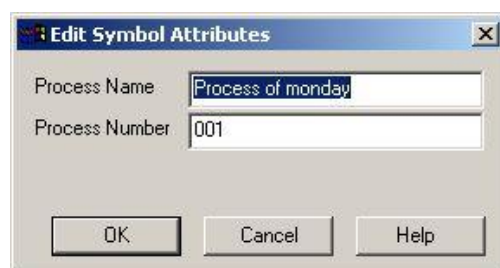 Edit Symbol Attributes
Process Name Process of monday
Process Number 001
OK Cancel Help